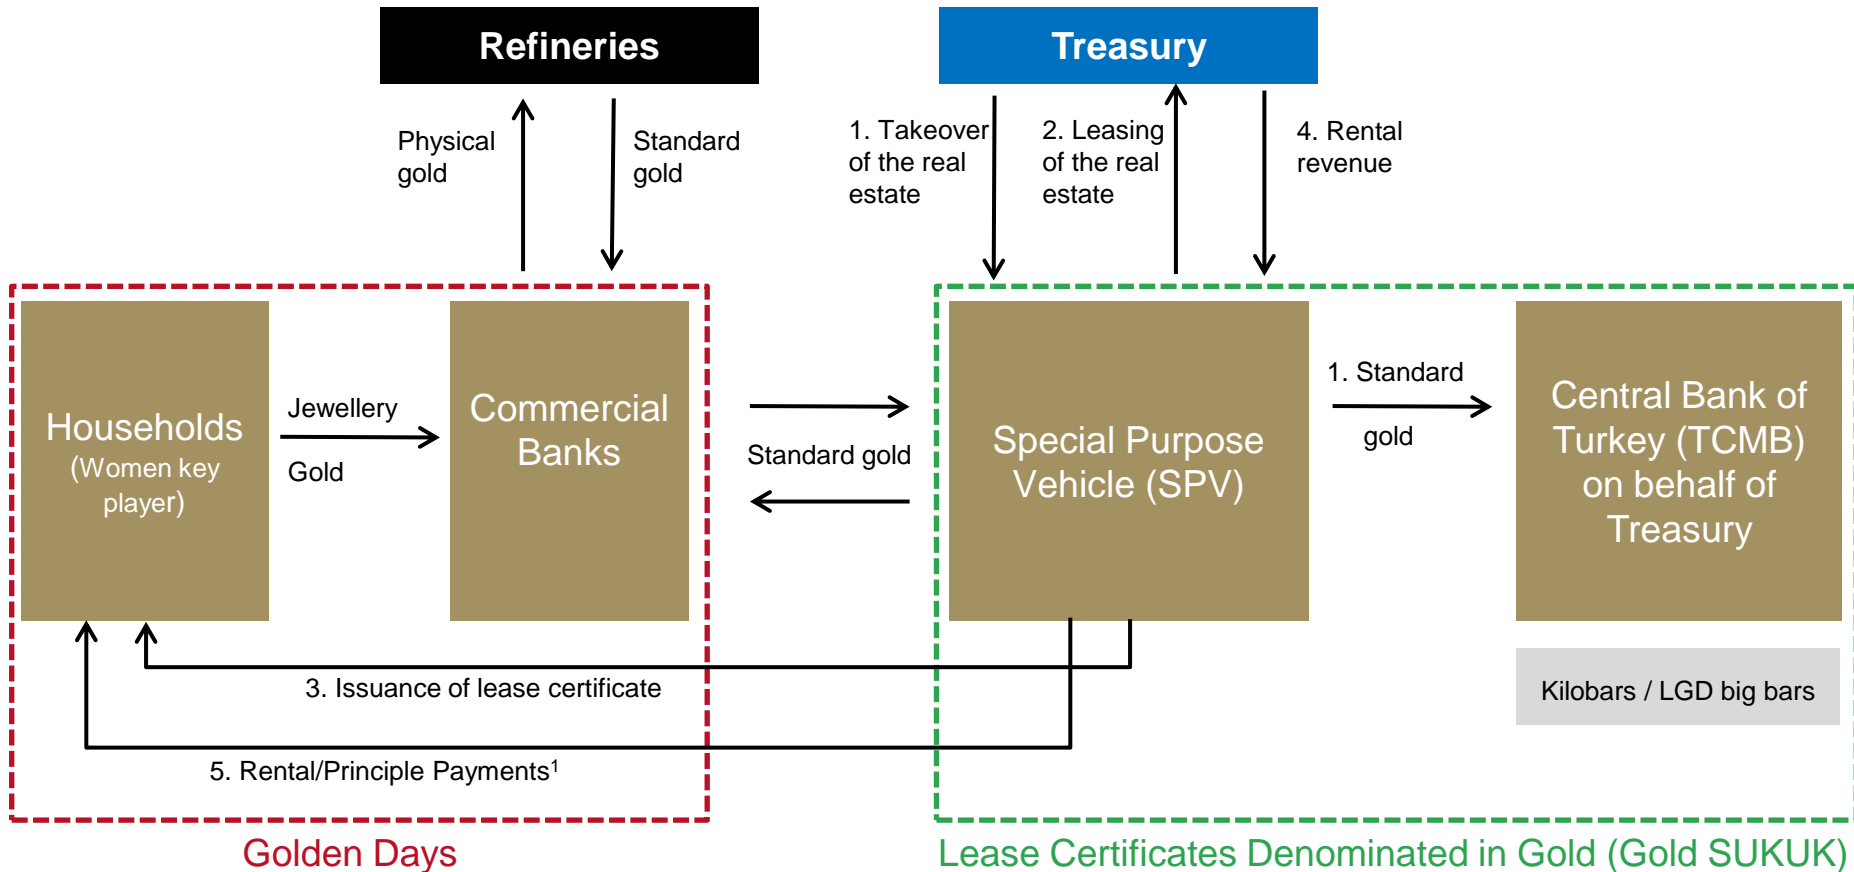 Refineries
Treasury
Physical
gold
Standard
gold
1. Takeover
of the real
estate
2. Leasing
of the real
estate
4. Rental
revenue
Households
(Women key
player)
Jewellery
Gold
Commercial
Banks
Standard gold
Special Purpose
Vehicle (SPV)
1. Standard
gold
Central Bank of
Turkey (TCMB)
on behalf of
Treasury
3. Issuance of lease certificate
Kilobars / LGD big bars
5. Rental/Principle Payments¹
Golden Days
Lease Certificates Denominated in Gold (Gold SUKUK)